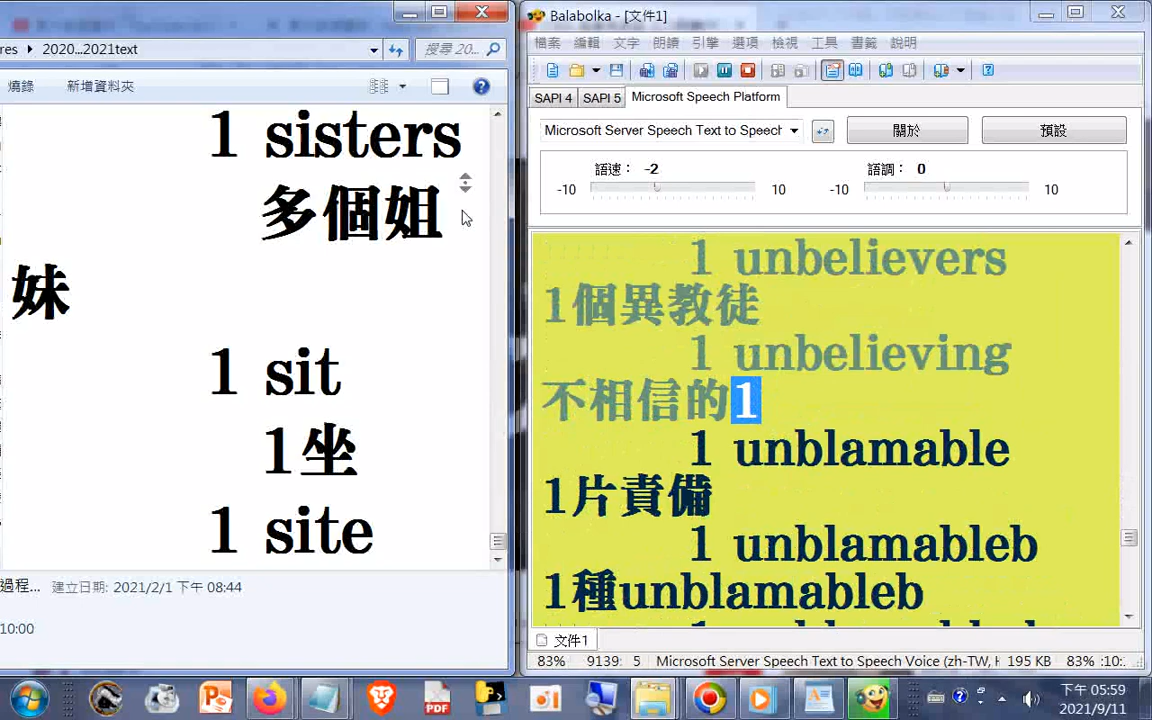 res ▸ 2020...2021text
搜尋 20...
燒錄 新增資料夾
1 sisters
多個姐
妹
1 sit
1坐
1 site
過程... 建立日期: 2021/2/1 下午 08:44
10:00
Balabolka - [文件1]
檔案 編輯 文字 朗讀 引擎 選項 檢視 工具 書籤 說明
SAPI 4 SAPI 5 Microsoft Speech Platform
Microsoft Server Speech Text to Speech
關於 預設
語速： -2 語調： 0
-10 10 -10 10
1 unbelievers
1個異教徒
1 unbelieving
不相信的1
1 unblamable
1片責備
1 unblamableb
1種unblamableb
文件1
83% 9139: 5 Microsoft Server Speech Text to Speech Voice (zh-TW, H 195 KB 83% :10:
PDF
下午 05:59
2021/9/11